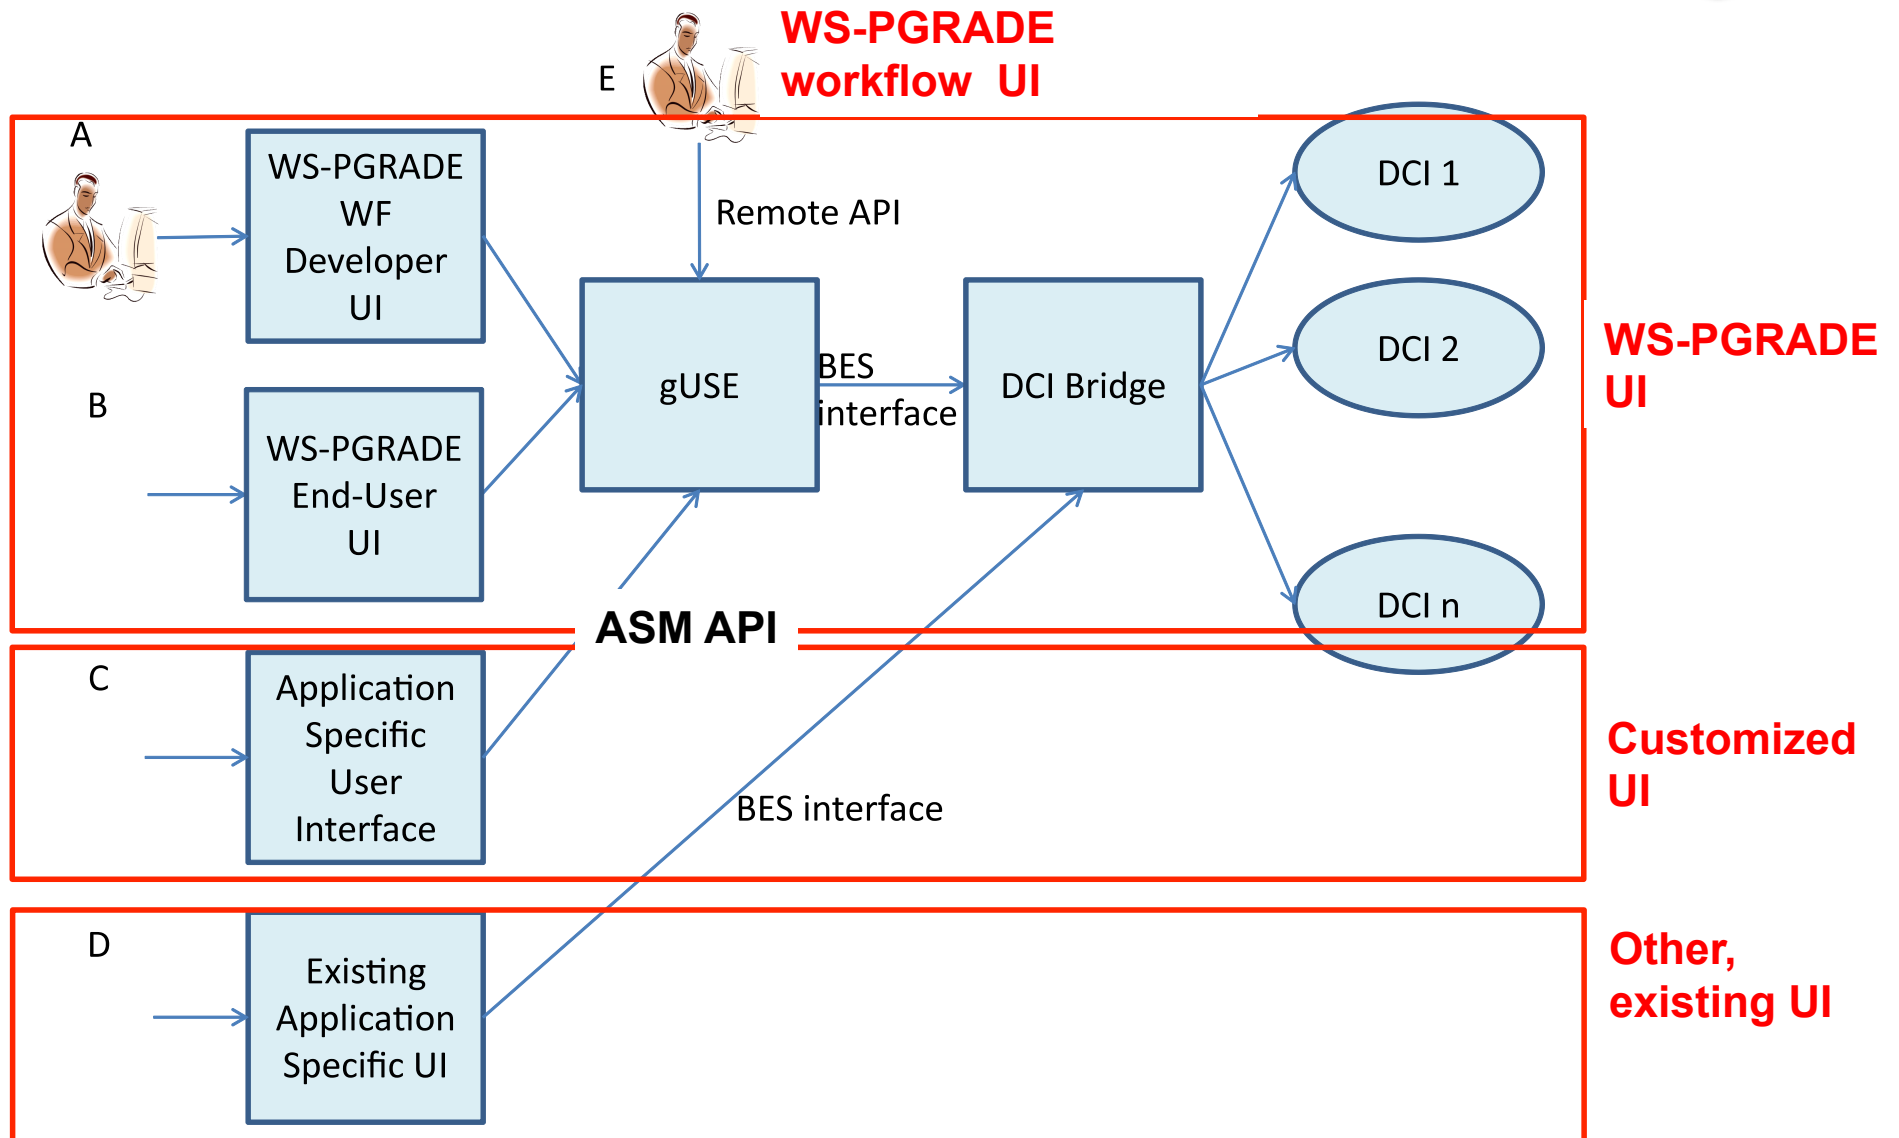 WS-PGRADE
workflow UI
E
A
WS-PGRADE
WF
Developer
UI
Remote API
DCI 1
DCI 2
DCI n
WS-PGRADE
UI
gUSE
BES
interface
DCI Bridge
B
WS-PGRADE
End-User
UI
ASM API
C
Application
Specific
User
Interface
BES interface
Customized
UI
D
Existing
Application
Specific UI
Other,
existing UI